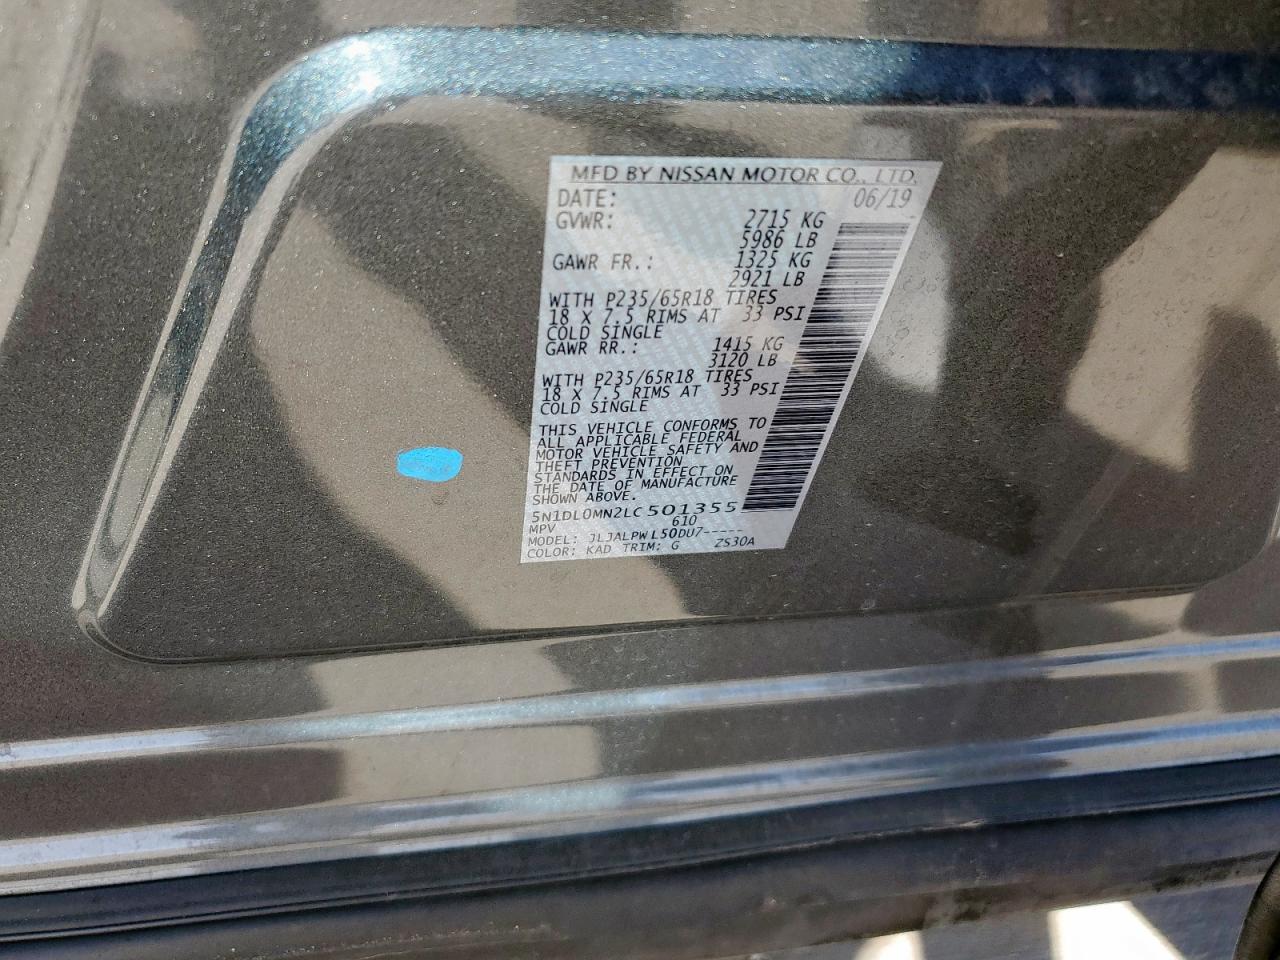 MFD BY NISSAN MOTOR CO., LTD.
DATE: 06/19
GVWR: 2715 KG
5986 LB
GAWR FR.: 1325 KG
2921 LB
WITH P235/65R18 TIRES
18 X 7.5 RIMS AT 33 PSI
COLD SINGLE
GAWR RR.: 1415 KG
3120 LB
WITH P235/65R18 TIRES
18 X 7.5 RIMS AT 33 PSI
COLD SINGLE
THIS VEHICLE CONFORMS TO
ALL APPLICABLE FEDERAL
MOTOR VEHICLE SAFETY AND
THEFT PREVENTION
STANDARDS IN EFFECT ON
THE DATE OF MANUFACTURE
SHOWN ABOVE.
5N1DL0MN2LC501355
MPV 610
MODEL: JLJALPWL50DU7-----
COLOR: KAD TRIM: G ZS30A